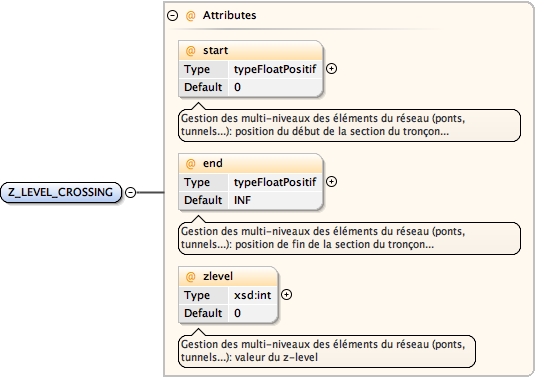 Attributes
@ start
Type typeFloatPositif
Default 0
Gestion des multi-niveaux des éléments du réseau (ponts,
tunnels...): position du début de la section du tronçon...
@ end
Type typeFloatPositif
Default INF
Gestion des multi-niveaux des éléments du réseau (ponts,
tunnels...): position de fin de la section du tronçon...
Z_LEVEL_CROSSING
@ zlevel
Type xsd:int
Default 0
Gestion des multi-niveaux des éléments du réseau (ponts,
tunnels...): valeur du z-level